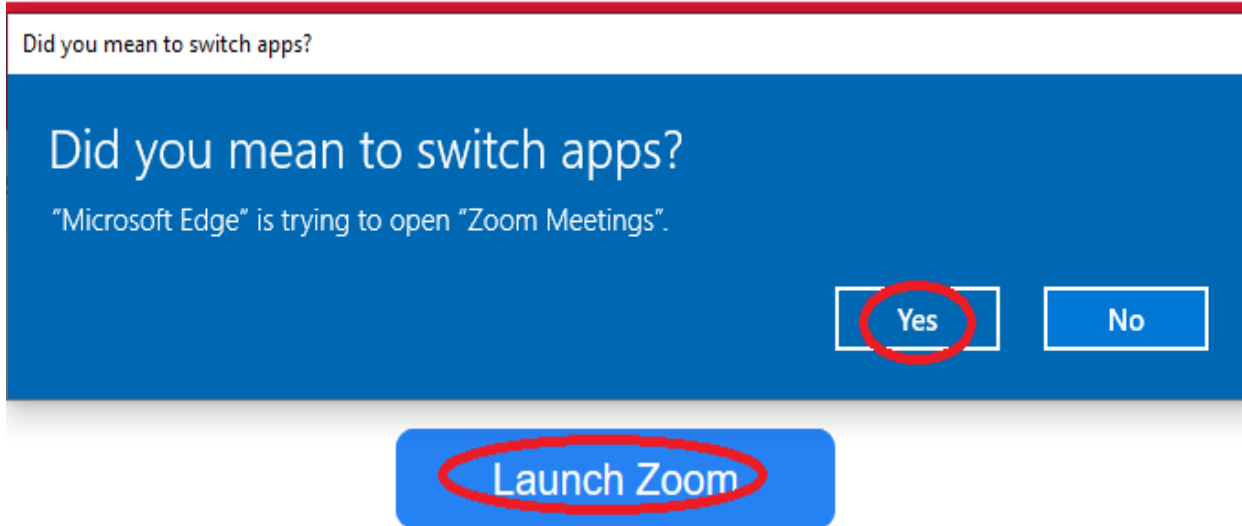 Did you mean to switch apps?
Did you mean to switch apps?
"Microsoft Edge" is trying to open "Zoom Meetings".
Yes No
Launch Zoom